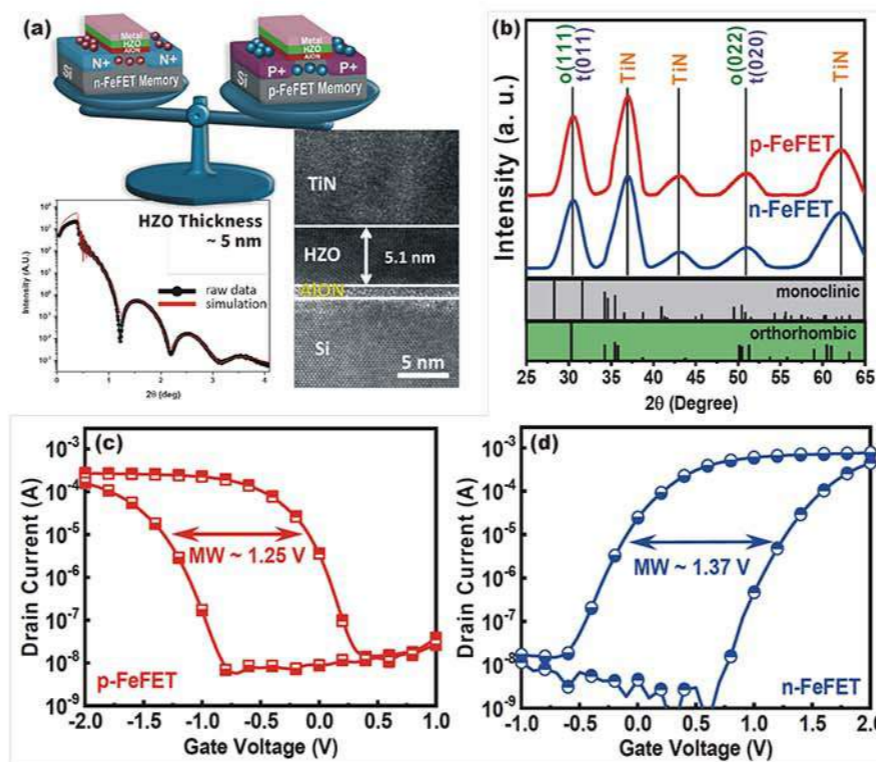 (a)
Metal
HZO
AlON
N+ N+
Si
n-FeFET Memory
Metal
HZO
AlON
P+ P+
Si
p-FeFET Memory
HZO Thickness
~ 5 nm
raw data
simulation
Intensity (A.U.)
0 1 2 3 4
2θ (deg)
TiN
HZO
5.1 nm
AlON
Si
5 nm
(b)
o(111)
t(011)
TiN
TiN
o(022)
t(020)
TiN
p-FeFET
n-FeFET
monoclinic
orthorhombic
Intensity (a. u.)
25 30 35 40 45 50 55 60 65
2θ (Degree)
(c)
10⁻³
10⁻⁴
10⁻⁵
10⁻⁶
10⁻⁷
10⁻⁸
10⁻⁹
Drain Current (A)
MW ~ 1.25 V
p-FeFET
-2.0 -1.5 -1.0 -0.5 0.0 0.5 1.0
Gate Voltage (V)
(d)
10⁻³
10⁻⁴
10⁻⁵
10⁻⁶
10⁻⁷
10⁻⁸
10⁻⁹
Drain Current (A)
MW ~ 1.37 V
n-FeFET
-1.0 -0.5 0.0 0.5 1.0 1.5 2.0
Gate Voltage (V)